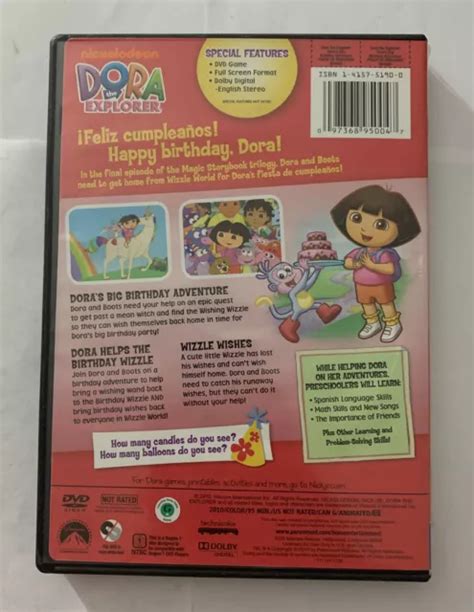 nickelodeon
DORA
the
EXPLORER
SPECIAL FEATURES
• DVD Game
• Full Screen Format
• Dolby Digital
-English Stereo
ISBN 1-4157-5190-0
0 97368 95004 7
¡Feliz cumpleaños!
Happy birthday, Dora!
In the final episode of the Magic Storybook trilogy, Dora and Boots
need to get home from Wizzle World for Dora's fiesta de cumpleaños!
DORA'S BIG BIRTHDAY ADVENTURE
Dora and Boots need your help on an epic quest
to get past a mean witch and find the Wishing Wizzle
so they can wish themselves back home in time for
Dora's big birthday party!
DORA HELPS THE
BIRTHDAY WIZZLE
Join Dora and Boots on a
birthday adventure to help
bring a wishing wand back
to the Birthday Wizzle AND
bring birthday wishes back
to everyone in Wizzle World!
WIZZLE WISHES
A cute little Wizzle has lost
his wishes and can't wish
himself home. Dora and Boots
need to catch his runaway
wishes, but they can't do it
without your help!
WHILE HELPING DORA
ON HER ADVENTURES,
PRESCHOOLERS WILL LEARN:
• Spanish Language Skills
• Math Skills and New Songs
• The Importance of Friends
Plus Other Learning and
Problem-Solving Skills!
How many candles do you see?
How many balloons do you see?
For Dora games, printables, activities and more, go to Nickjr.com
DVD
VIDEO
NOT RATED
technicolor
DOLBY
DIGITAL